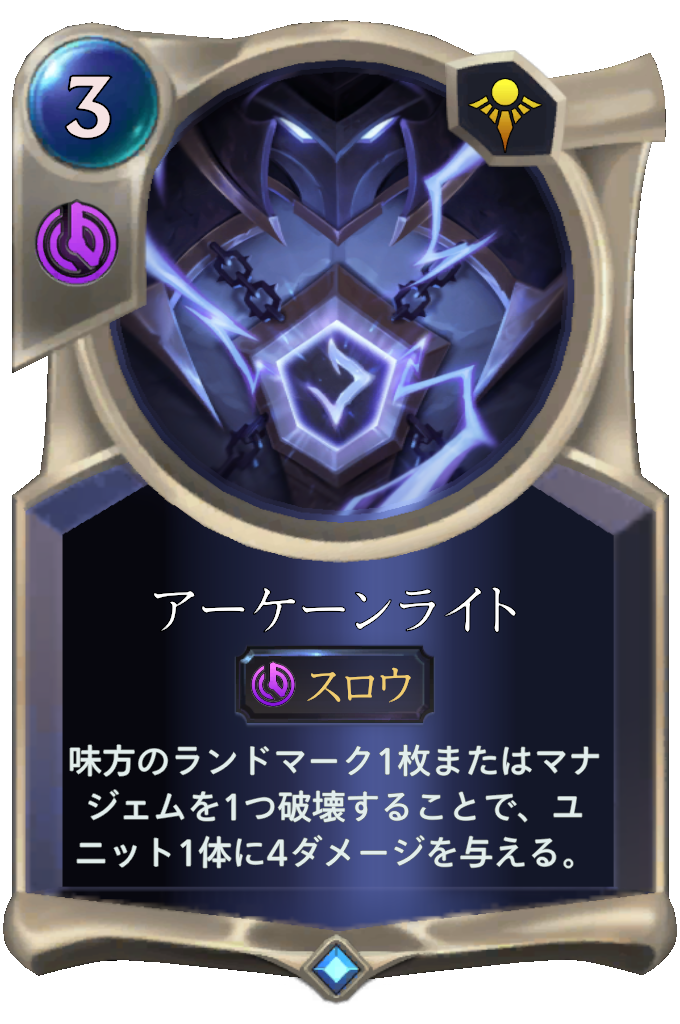 3
アーケーンライト
スロウ
味方のランドマーク1枚またはマナ
ジェムを1つ破壊することで、ユ
ニット1体に4ダメージを与える。